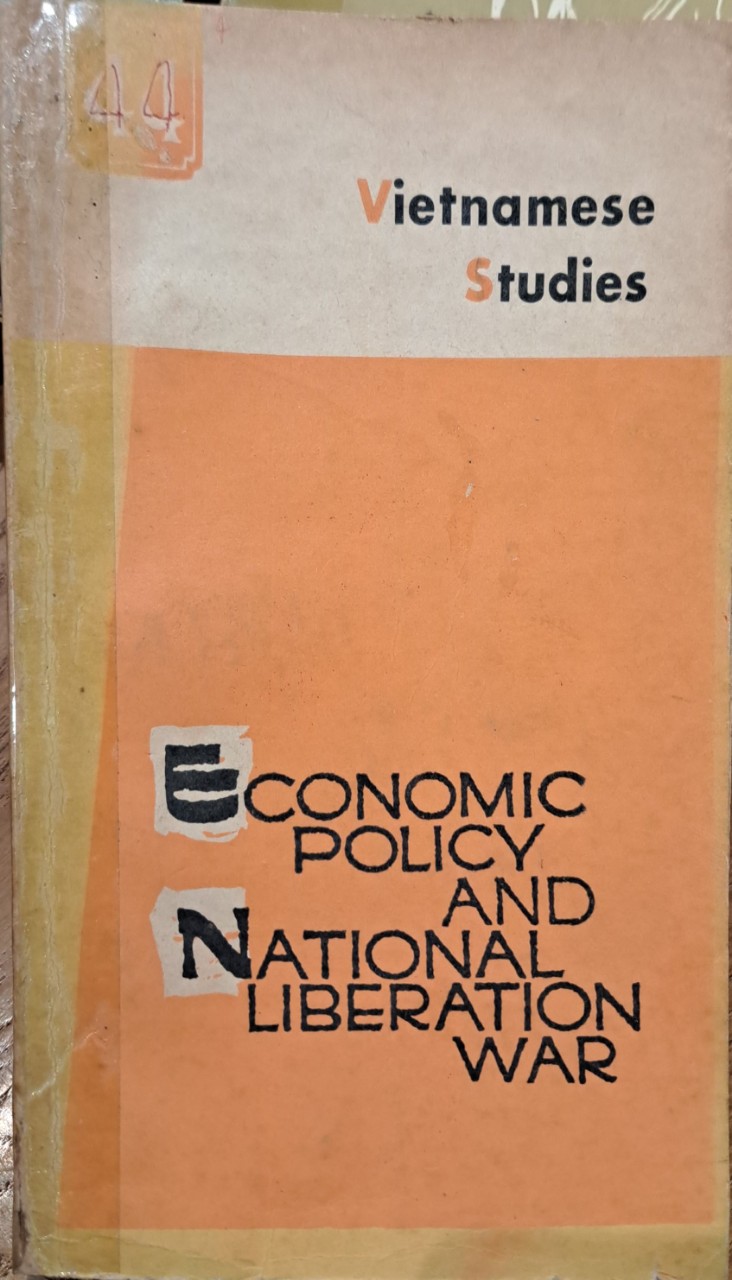 44
Vietnamese
Studies
ECONOMIC
POLICY
AND
NATIONAL
LIBERATION
WAR